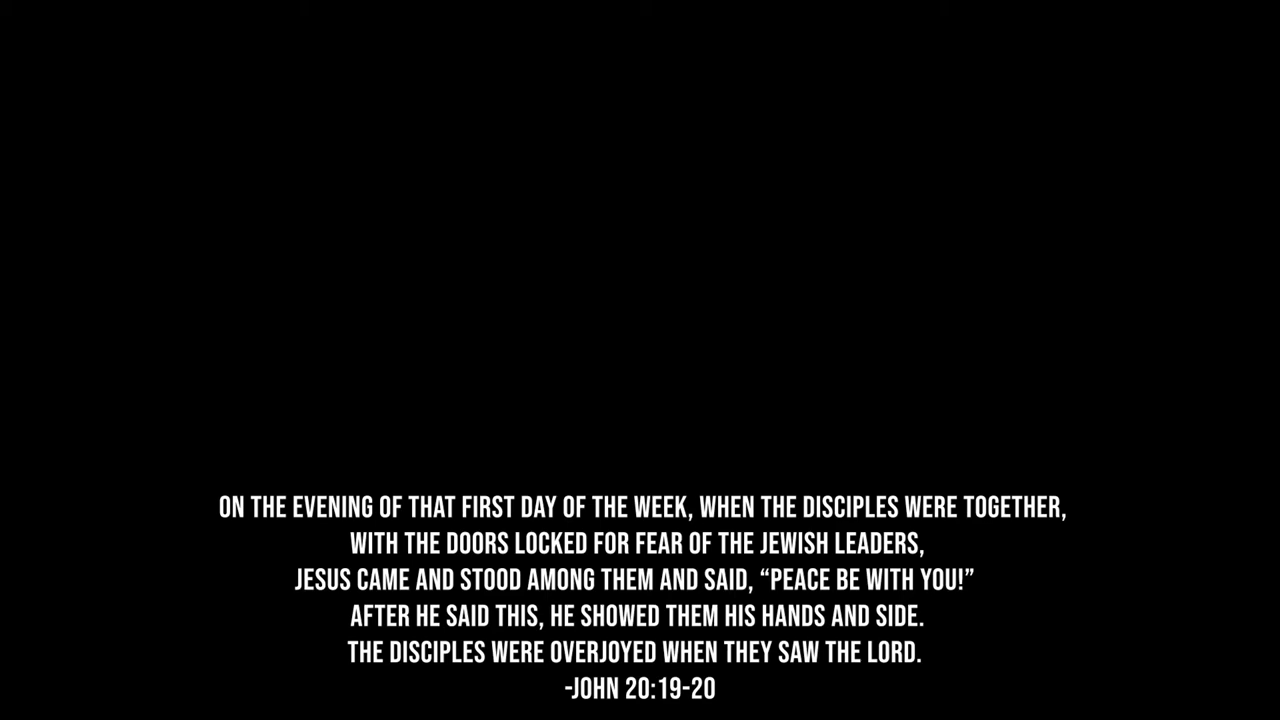 ON THE EVENING OF THAT FIRST DAY OF THE WEEK, WHEN THE DISCIPLES WERE TOGETHER,
WITH THE DOORS LOCKED FOR FEAR OF THE JEWISH LEADERS,
JESUS CAME AND STOOD AMONG THEM AND SAID, “PEACE BE WITH YOU!”
AFTER HE SAID THIS, HE SHOWED THEM HIS HANDS AND SIDE.
THE DISCIPLES WERE OVERJOYED WHEN THEY SAW THE LORD.
-JOHN 20:19-20